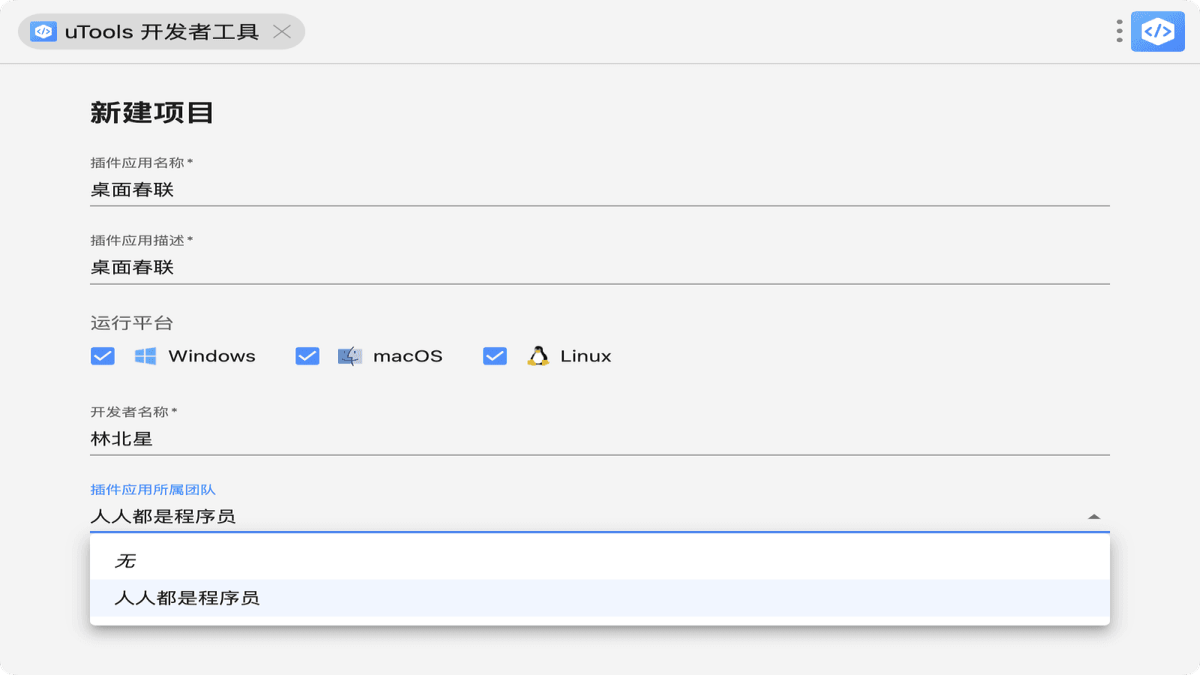 uTools 开发者工具
新建项目
插件应用名称*
桌面春联
插件应用描述*
桌面春联
运行平台
Windows macOS Linux
开发者名称*
林北星
插件应用所属团队
人人都是程序员
无
人人都是程序员